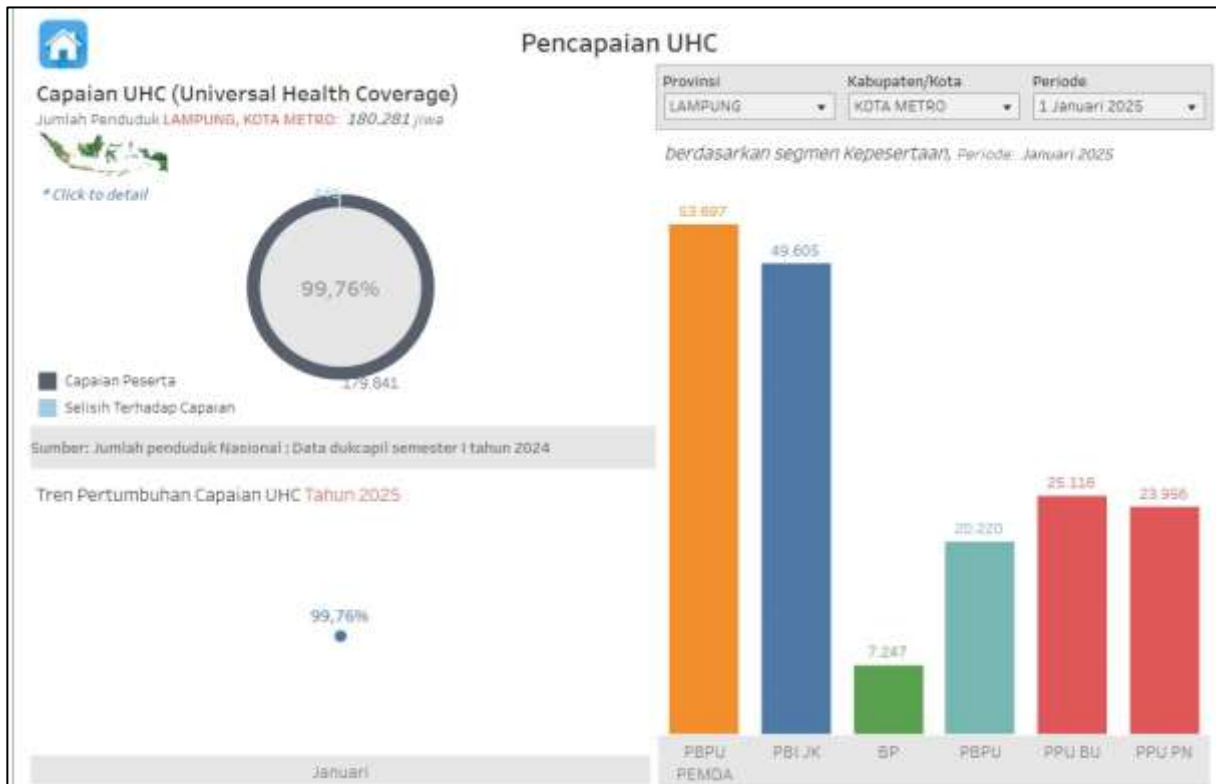 Pencapaian UHC
Capaian UHC (Universal Health Coverage)
Jumlah Penduduk LAMPUNG, KOTA METRO: 180.281 jiwa
* Click to detail
99,76%
179.841
Capaian Peserta
Selisih Terhadap Capaian
Sumber: Jumlah penduduk Nasional : Data dukcapil semester I tahun 2024
Tren Pertumbuhan Capaian UHC Tahun 2025
99,76%
Januari
Provinsi Kabupaten/Kota Periode
LAMPUNG KOTA METRO 1 Januari 2025
berdasarkan segmen Kepesertaan, Periode: Januari 2025
53.697
49.605
7.247
20.220
25.116
23.956
PBPU PEMDA
PBI JK
BP
PBPU
PPU BU
PPU PN